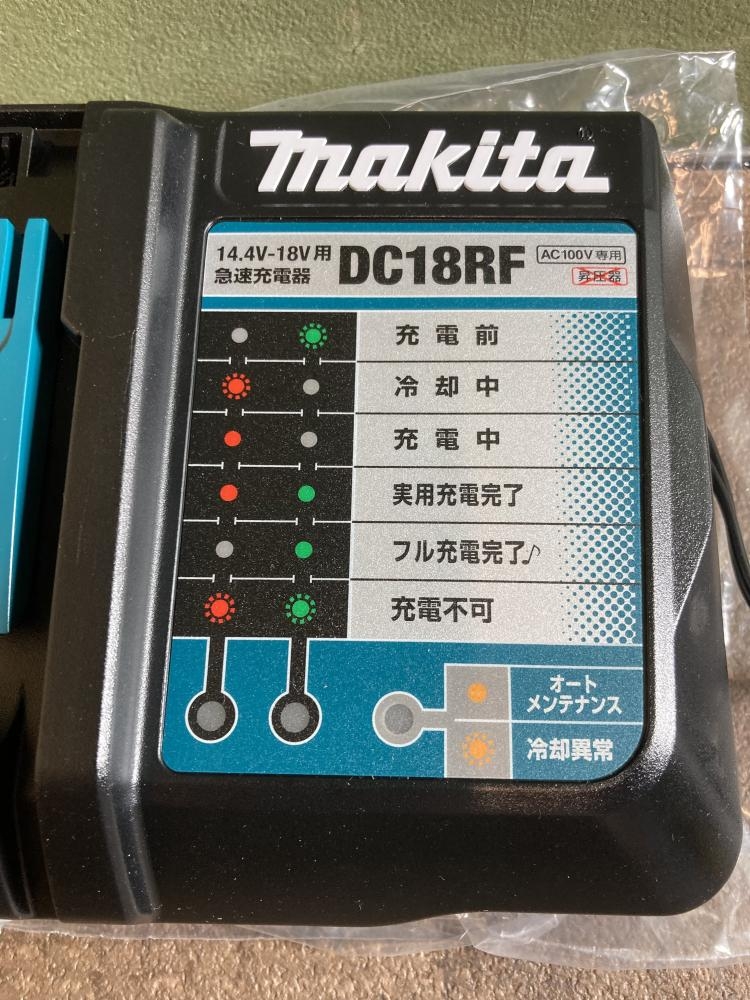 makita
14.4V-18V用
急速充電器
DC18RF
AC100V専用
昇圧器
充電前
冷却中
充電中
実用充電完了
フル充電完了♪
充電不可
オート
メンテナンス
冷却異常